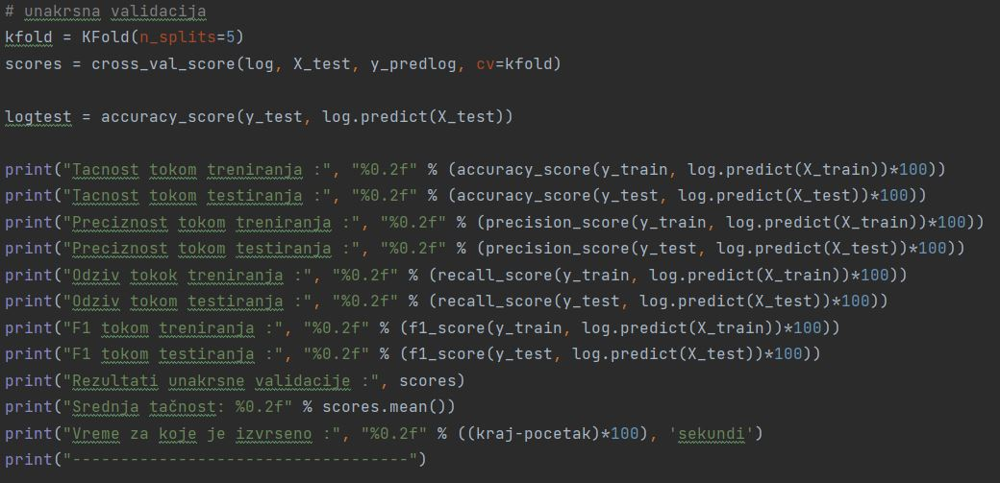 # unakrsna validacija
kfold = KFold(n_splits=5)
scores = cross_val_score(log, X_test, y_predlog, cv=kfold)
logtest = accuracy_score(y_test, log.predict(X_test))
print("Tacnost tokom treniranja :", "%0.2f" % (accuracy_score(y_train, log.predict(X_train))*100))
print("Tacnost tokom testiranja :", "%0.2f" % (accuracy_score(y_test, log.predict(X_test))*100))
print("Preciznost tokom treniranja :", "%0.2f" % (precision_score(y_train, log.predict(X_train))*100))
print("Preciznost tokom testiranja :", "%0.2f" % (precision_score(y_test, log.predict(X_test))*100))
print("Odziv tokok treniranja :", "%0.2f" % (recall_score(y_train, log.predict(X_train))*100))
print("Odziv tokom testiranja :", "%0.2f" % (recall_score(y_test, log.predict(X_test))*100))
print("F1 tokom treniranja :", "%0.2f" % (f1_score(y_train, log.predict(X_train))*100))
print("F1 tokom testiranja :", "%0.2f" % (f1_score(y_test, log.predict(X_test))*100))
print("Rezultati unakrsne validacije :", scores)
print("Srednja tačnost: %0.2f" % scores.mean())
print("Vreme za koje je izvrseno :", "%0.2f" % ((kraj-pocetak)*100), 'sekundi')
print("-----------------------------------")